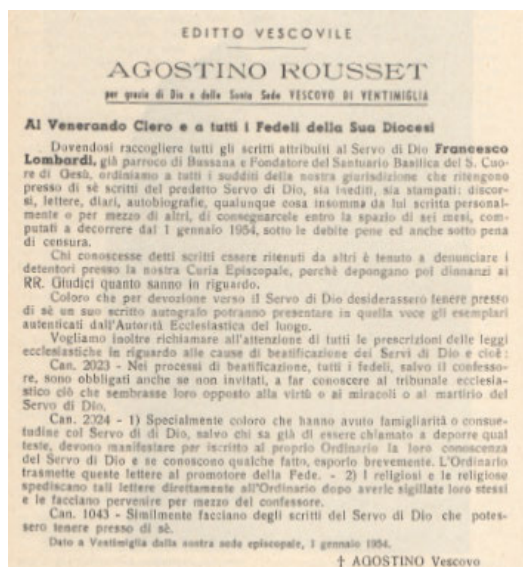 EDITTO VESCOVILE
AGOSTINO ROUSSET
per grazia di Dio e della Santa Sede VESCOVO DI VENTIMIGLIA
Al Venerando Clero e a tutti i Fedeli della Sua Diocesi
Dovendosi raccogliere tutti gli scritti attribuiti al Servo di Dio Francesco
Lombardi, già parroco di Bussana e Fondatore del Santuario Basilica del S. Cuo-
re di Gesù, ordiniamo a tutti i sudditi della nostra giurisdizione che ritengono
presso di sè scritti del predetto Servo di Dio, sia inediti, sia stampati: discor-
si, lettere, diari, autobiografie, qualunque cosa insomma da lui scritta personal-
mente o per mezzo di altri, di consegnarcele entro la spazio di sei mesi, com-
putati a decorrere dal 1 gennaio 1954, sotto le debite pene ed anche sotto pena
di censura.
Chi conoscesse detti scritti essere ritenuti da altri è tenuto a denunciare i
detentori presso la nostra Curia Episcopale, perchè depongano poi dinnanzi ai
RR. Giudici quanto sanno in riguardo.
Coloro che per devozione verso il Servo di Dio desiderassero tenere presso
di sè un suo scritto autografo potranno presentare in quella voce gli esemplari
autenticati dall'Autorità Ecclesiastica del luogo.
Vogliamo inoltre richiamare all'attenzione di tutti le prescrizioni delle leggi
ecclesiastiche in riguardo alle cause di beatificazione dei Servi di Dio e cioè:
Can. 2023 - Nei processi di beatificazione, tutti i fedeli, salvo il confesso-
re, sono obbligati anche se non invitati, a far conoscere al tribunale ecclesia-
stico ciò che sembrasse loro opposto alla virtù o ai miracoli o al martirio del
Servo di Dio.
Can. 2024 - 1) Specialmente coloro che hanno avuto famigliarità o consue-
tudine col Servo di Di Dio, salvo chi sa già di essere chiamato a deporre qual
teste, devono manifestare per iscritto al proprio Ordinario la loro conoscenza
del Servo di Dio e se conoscono qualche fatto, esporlo brevemente. L'Ordinario
trasmette queste lettere al promotore della Fede. - 2) I religiosi e le religiose
spediscano tali lettere direttamente all'Ordinario dopo averle sigillate loro stessi
e le facciano pervenire per mezzo del confessore.
Can. 1043 - Similmente facciano degli scritti del Servo di Dio che potes-
sero tenere presso di sè.
Dato a Ventimiglia dalla nostra sede episcopale, 1 gennaio 1954.
† AGOSTINO Vescovo